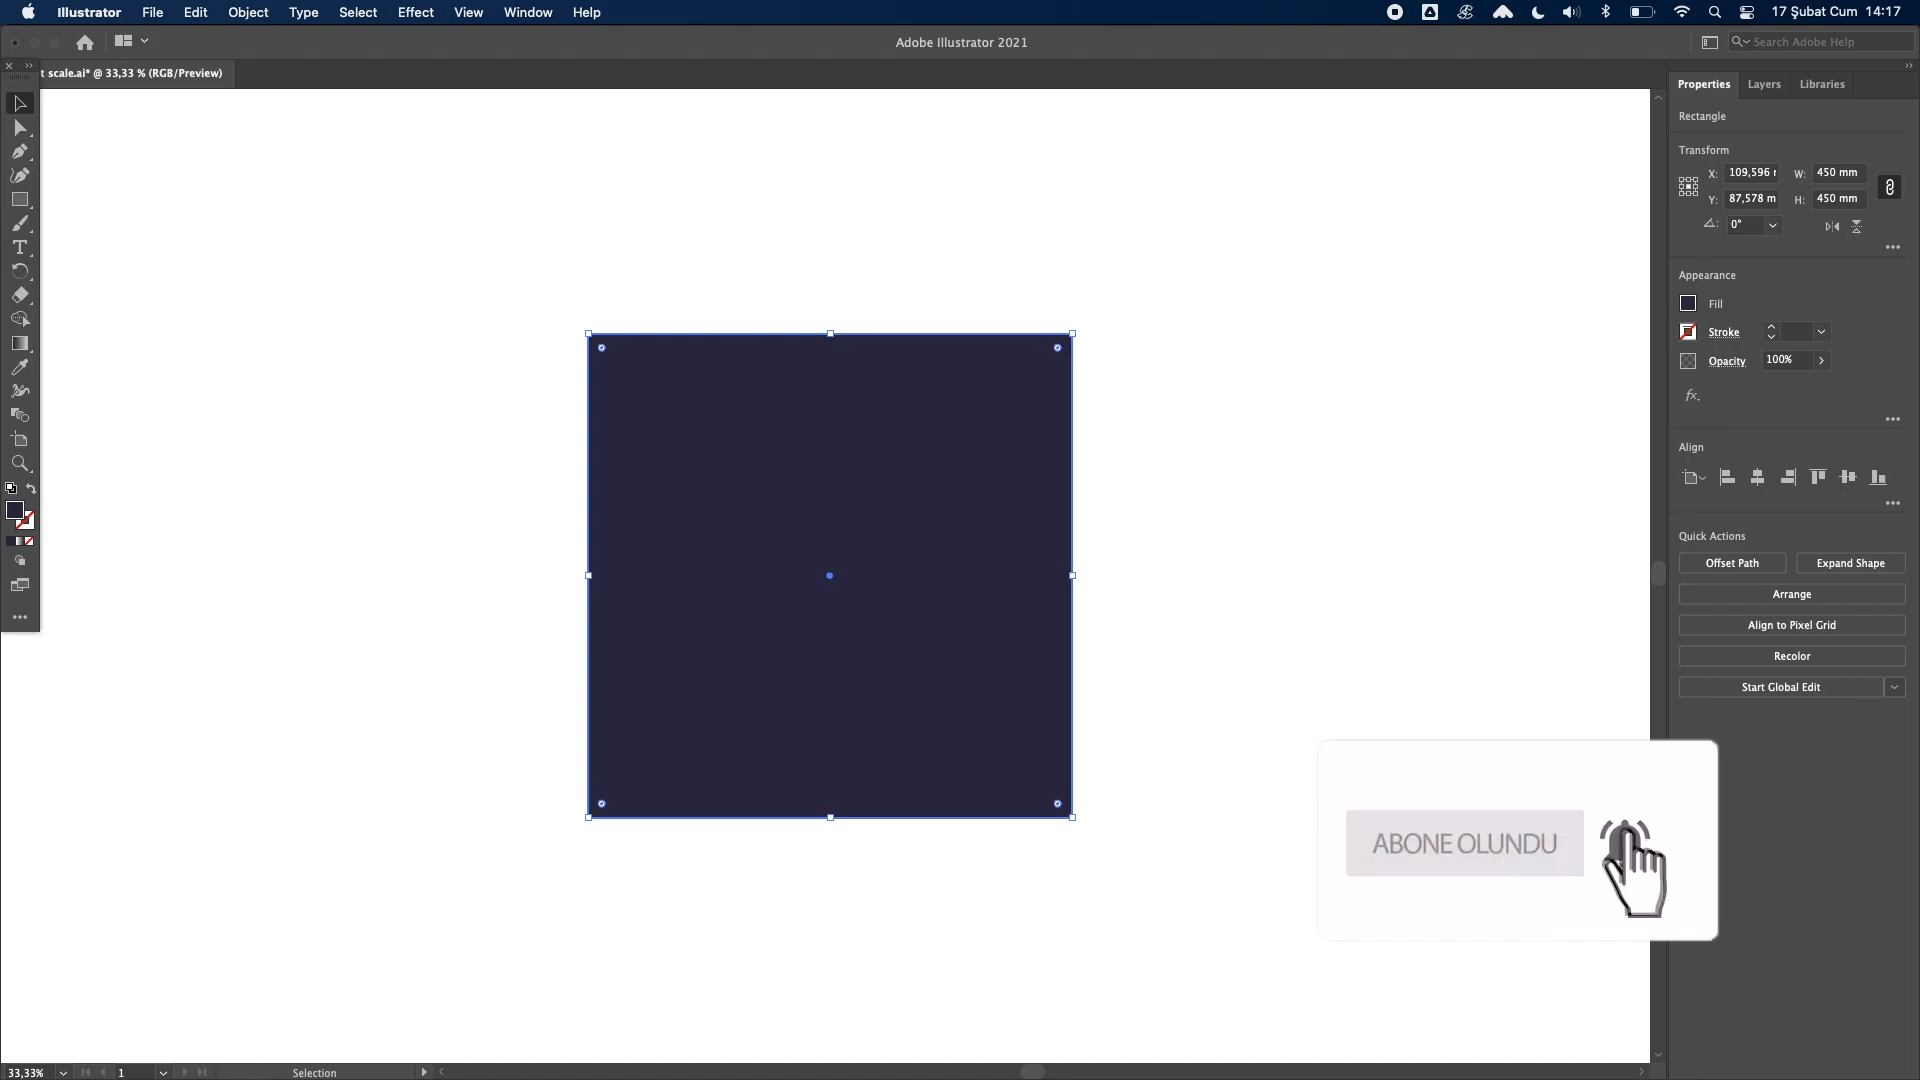 Illustrator File Edit Object Type Select Effect View Window Help 17 Şubat Cum 14:17
Adobe Illustrator 2021
Search Adobe Help
t scale.ai* @ 33,33 % (RGB/Preview)
Properties Layers Libraries
Rectangle
Transform
X: 109,596 W: 450 mm
Y: 87,578 m H: 450 mm
0°
Appearance
Fill
Stroke
Opacity 100%
fx.
Align
Quick Actions
Offset Path Expand Shape
Arrange
Align to Pixel Grid
Recolor
Start Global Edit
ABONE OLUNDU
33,33% 1 Selection